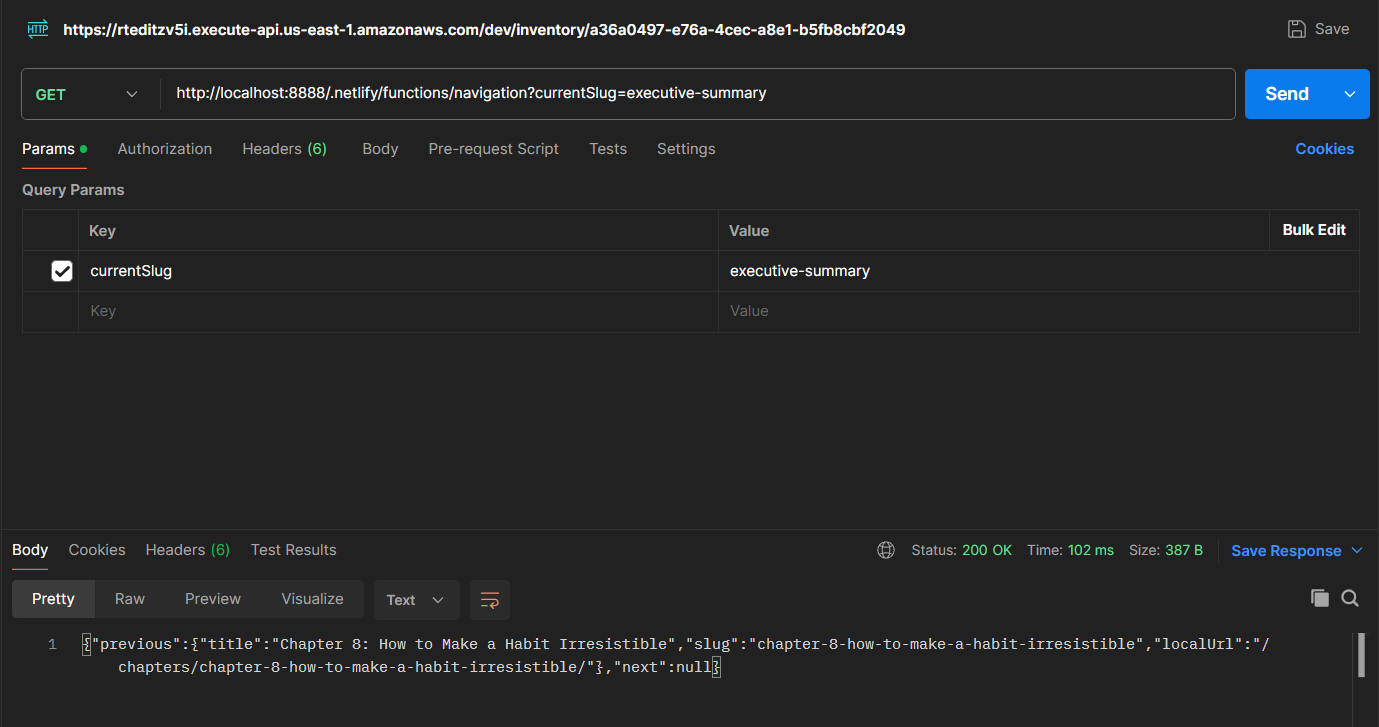 HTTP https://rteditzv5i.execute-api.us-east-1.amazonaws.com/dev/inventory/a36a0497-e76a-4cec-a8e1-b5fb8cbf2049 Save
GET http://localhost:8888/.netlify/functions/navigation?currentSlug=executive-summary Send
Params Authorization Headers (6) Body Pre-request Script Tests Settings Cookies
Query Params
Key Value Bulk Edit
currentSlug executive-summary
Key Value
Body Cookies Headers (6) Test Results Status: 200 OK Time: 102 ms Size: 387 B Save Response
Pretty Raw Preview Visualize Text
1 {"previous":{"title":"Chapter 8: How to Make a Habit Irresistible","slug":"chapter-8-how-to-make-a-habit-irresistible","localUrl":"/
chapters/chapter-8-how-to-make-a-habit-irresistible/"},"next":null}